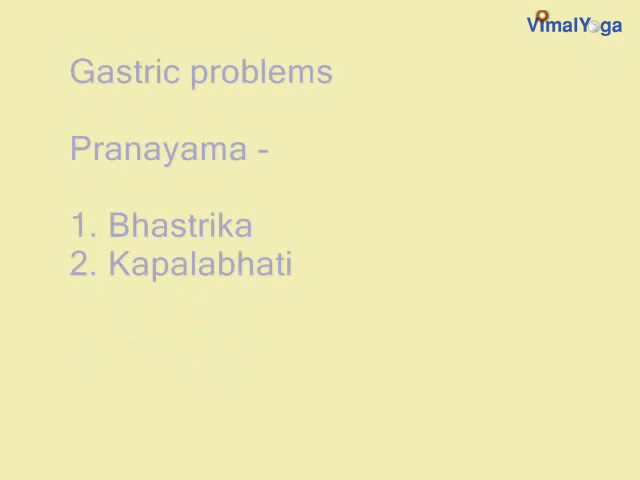 VimalYoga
Gastric problems
Pranayama -
1. Bhastrika
2. Kapalabhati